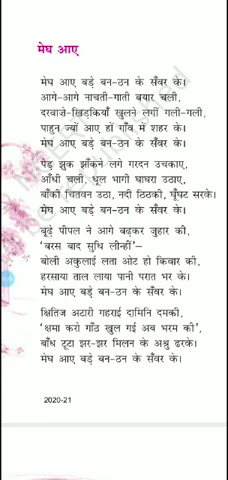 मेघ आए
मेघ आए बड़े बन-ठन के सँवर के।
आगे-आगे नाचती-गाती बयार चली,
दरवाज़े-खिड़कियाँ खुलने लगीं गली-गली,
पाहुन ज्यों आए हों गाँव में शहर के।
मेघ आए बड़े बन-ठन के सँवर के।
पेड़ झुक झाँकने लगे गरदन उचकाए,
आँधी चली, धूल भागी घाघरा उठाए,
बाँकी चितवन उठा, नदी ठिठकी, घूँघट सरके।
मेघ आए बड़े बन-ठन के सँवर के।
बूढ़े पीपल ने आगे बढ़कर जुहार की,
'बरस बाद सुधि लीन्हीं'–
बोली अकुलाई लता ओट हो किवार की,
हरसाया ताल लाया पानी परात भर के।
मेघ आए बड़े बन-ठन के सँवर के।
क्षितिज अटारी गहराई दामिनि दमकी,
'क्षमा करो गाँठ खुल गई अब भरम की',
बाँध टूटा झर-झर मिलन के अश्रु ढरके।
मेघ आए बड़े बन-ठन के सँवर के।
2020-21